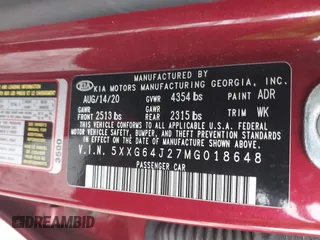 MANUFACTURED BY
KIA KIA MOTORS MANUFACTURING GEORGIA, INC.
AUG/14/20 GVWR 4354 lbs PAINT ADR
GAWR GAWR
FRONT 2513 lbs REAR 2315 lbs TRIM WK
THIS VEHICLE CONFORMS TO ALL APPLICABLE U.S.A. FEDERAL
MOTOR VEHICLE SAFETY, BUMPER, AND THEFT PREVENTION
STANDARDS IN EFFECT ON THE DATE OF MANUFACTURE SHOWN ABOVE.
V.I.N. 5XXG64J27MG018648
PASSENGER CAR
3500
DREAMBID